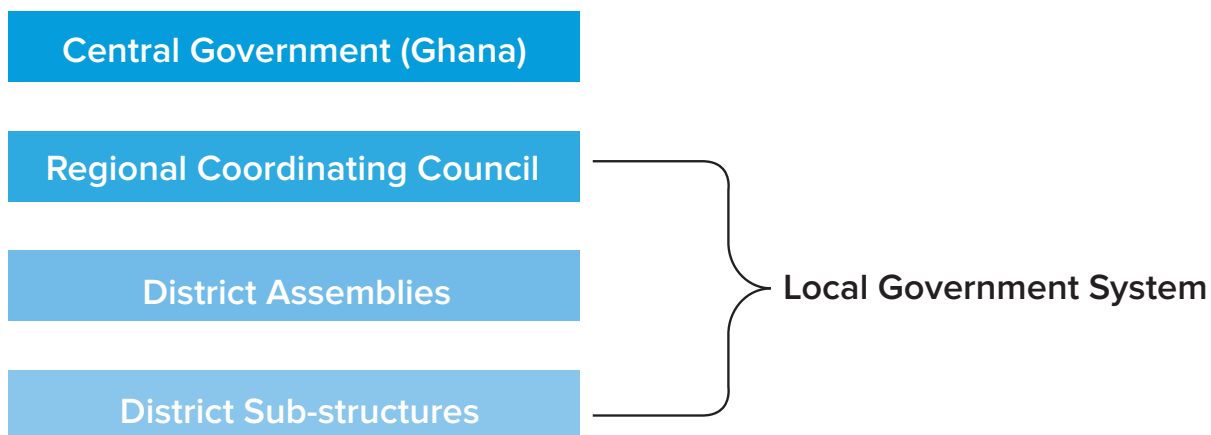 Central Government (Ghana)
Regional Coordinating Council
District Assemblies
Local Government System
District Sub-structures